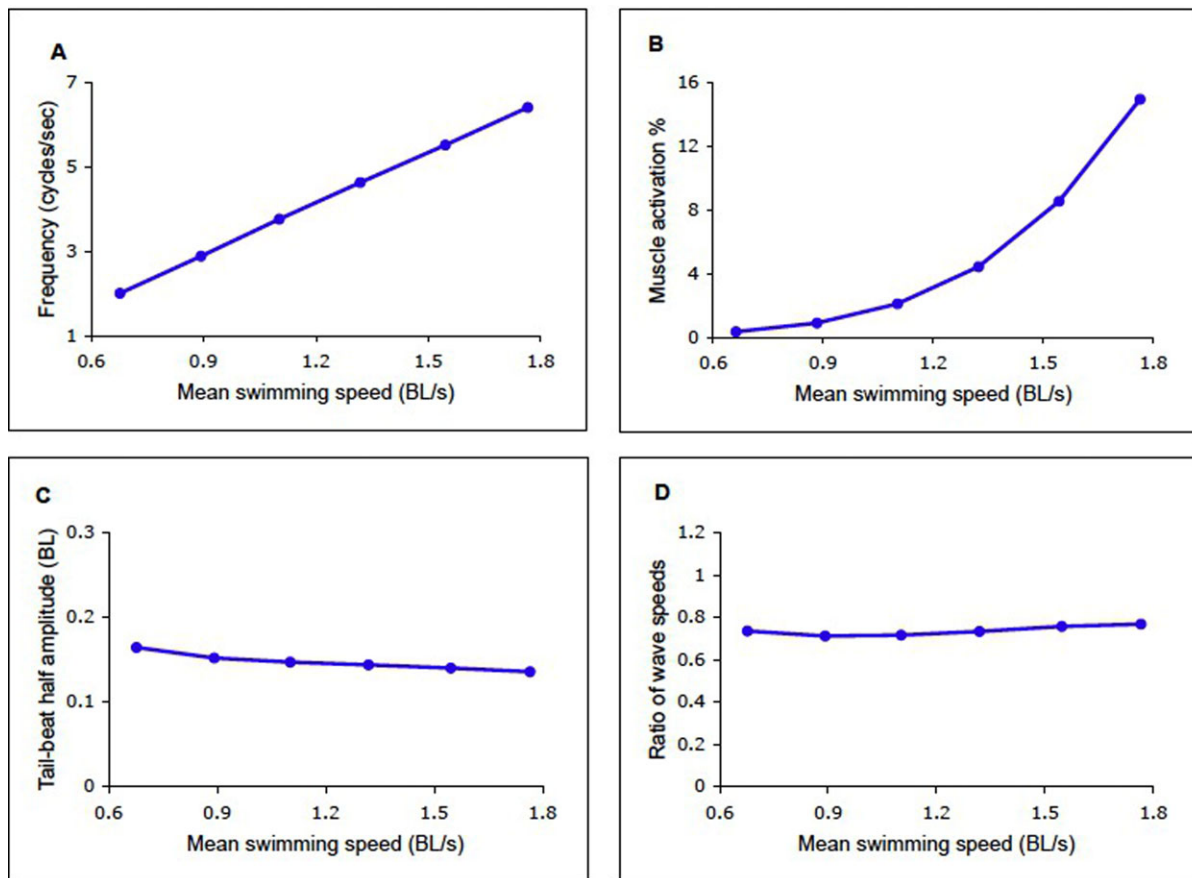 A
Frequency (cycles/sec)
7
5
3
1
0.6 0.9 1.2 1.5 1.8
Mean swimming speed (BL/s)
B
Muscle activation %
16
12
8
4
0
0.6 0.9 1.2 1.5 1.8
Mean swimming speed (BL/s)
C
Tail-beat half amplitude (BL)
0.3
0.2
0.1
0
0.6 0.9 1.2 1.5 1.8
Mean swimming speed (BL/s)
D
Ratio of wave speeds
1.2
1
0.8
0.6
0.4
0.2
0
0.6 0.9 1.2 1.5 1.8
Mean swimming speed (BL/s)